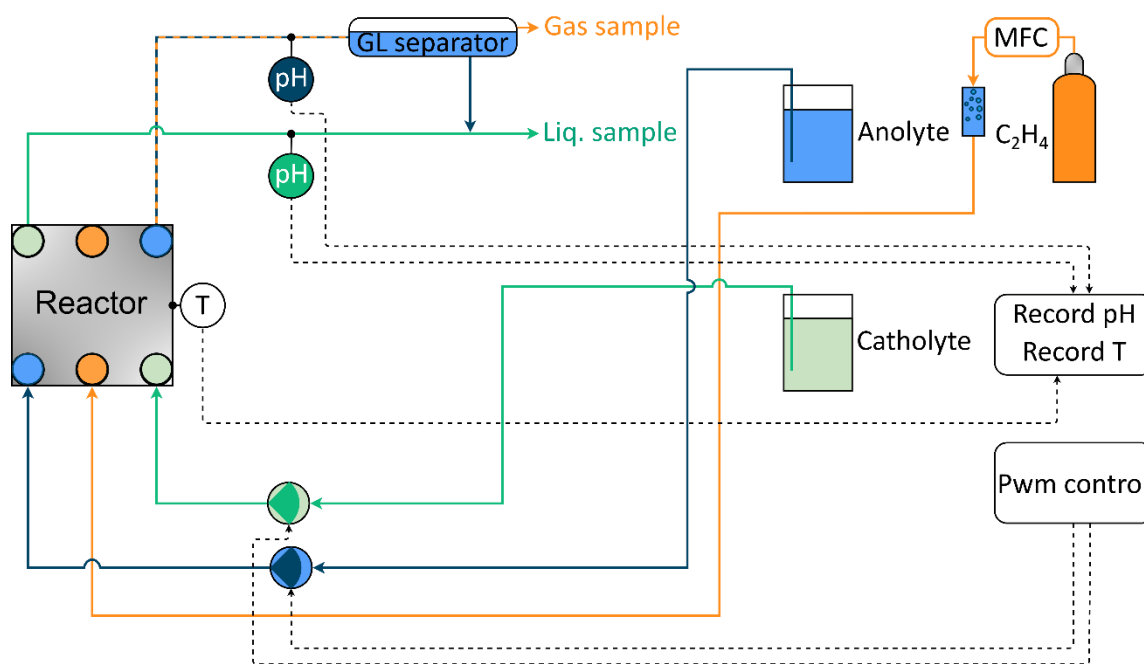 Gas sample
MFC
GL separator
pH
Anolyte
C₂H₄
Liq. sample
pH
Reactor
T
Record pH
Record T
Catholyte
Pwm contro